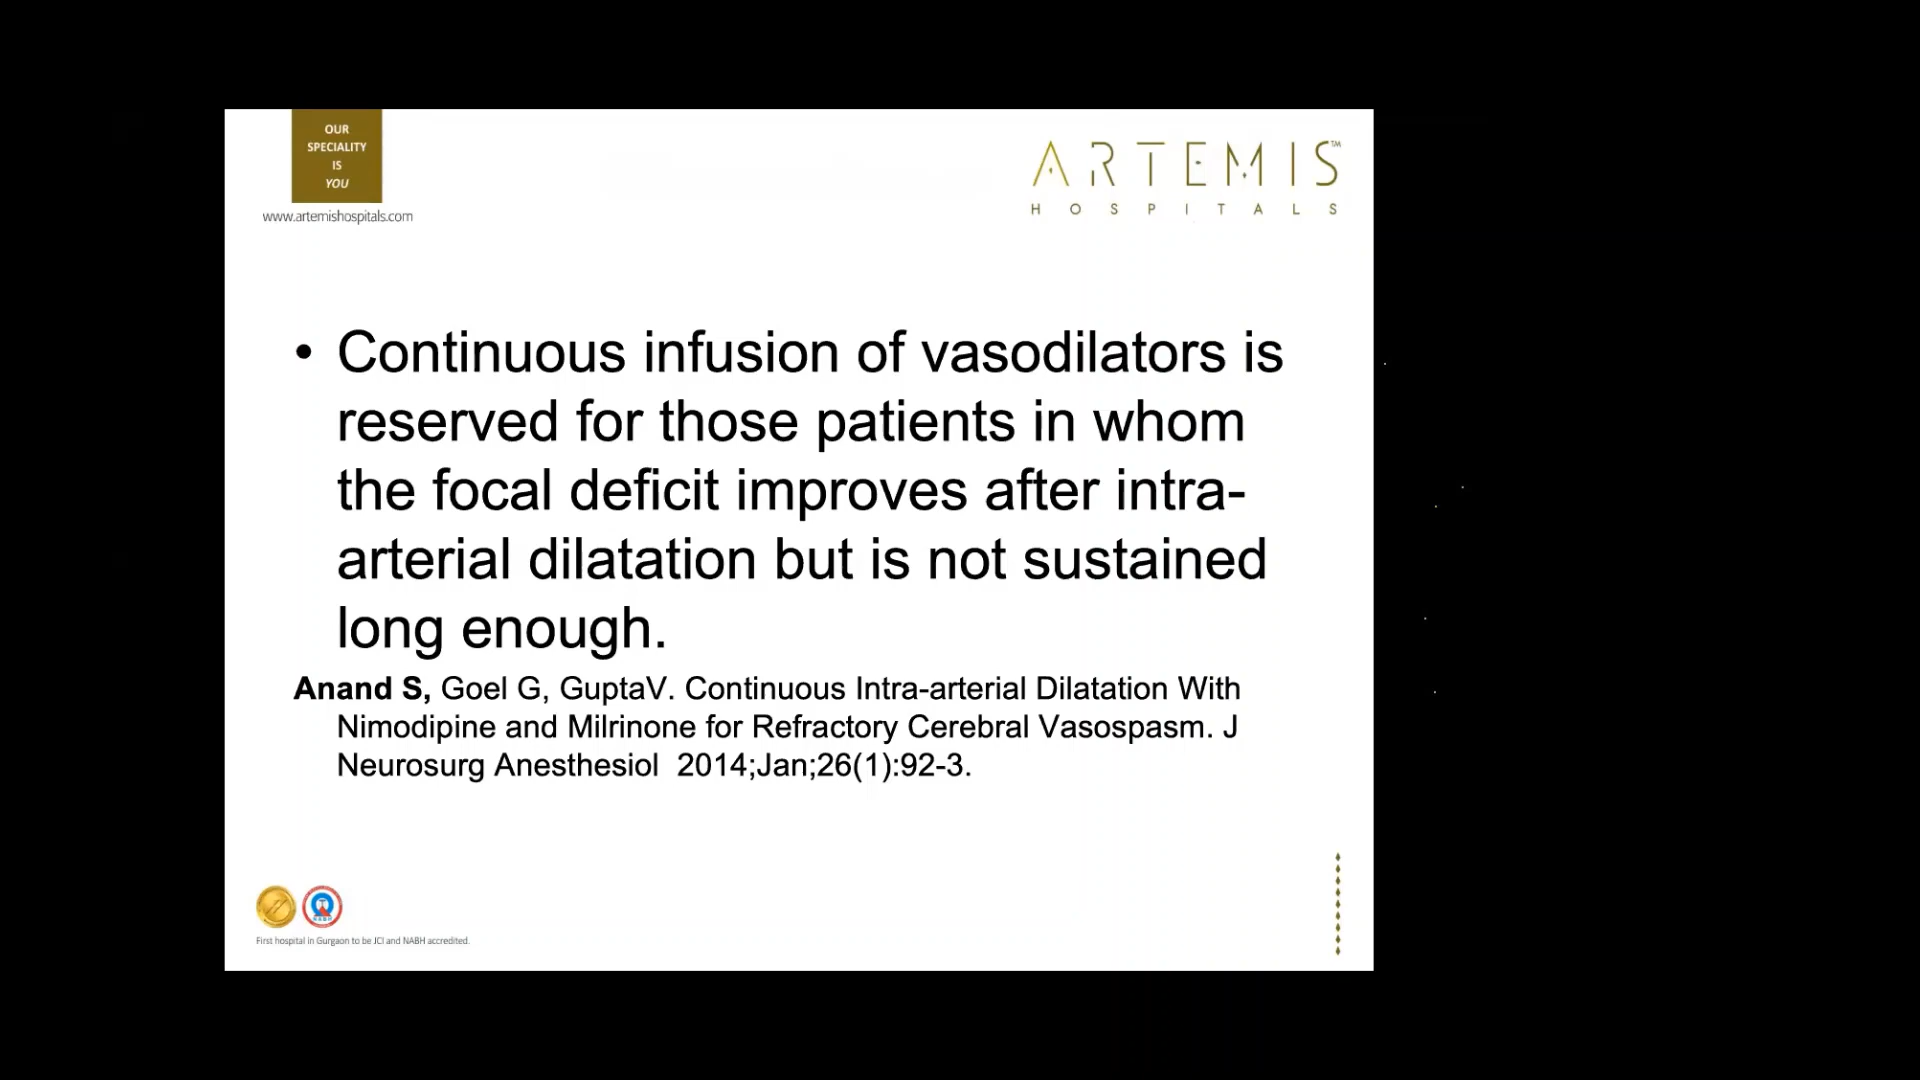 OUR
SPECIALITY
IS
YOU
www.artemishospitals.com
ARTEMIS™
HOSPITALS
• Continuous infusion of vasodilators is
reserved for those patients in whom
the focal deficit improves after intra-
arterial dilatation but is not sustained
long enough.
Anand S, Goel G, GuptaV. Continuous Intra-arterial Dilatation With
Nimodipine and Milrinone for Refractory Cerebral Vasospasm. J
Neurosurg Anesthesiol 2014;Jan;26(1):92-3.
First hospital in Gurgaon to be JCI and NABH accredited.